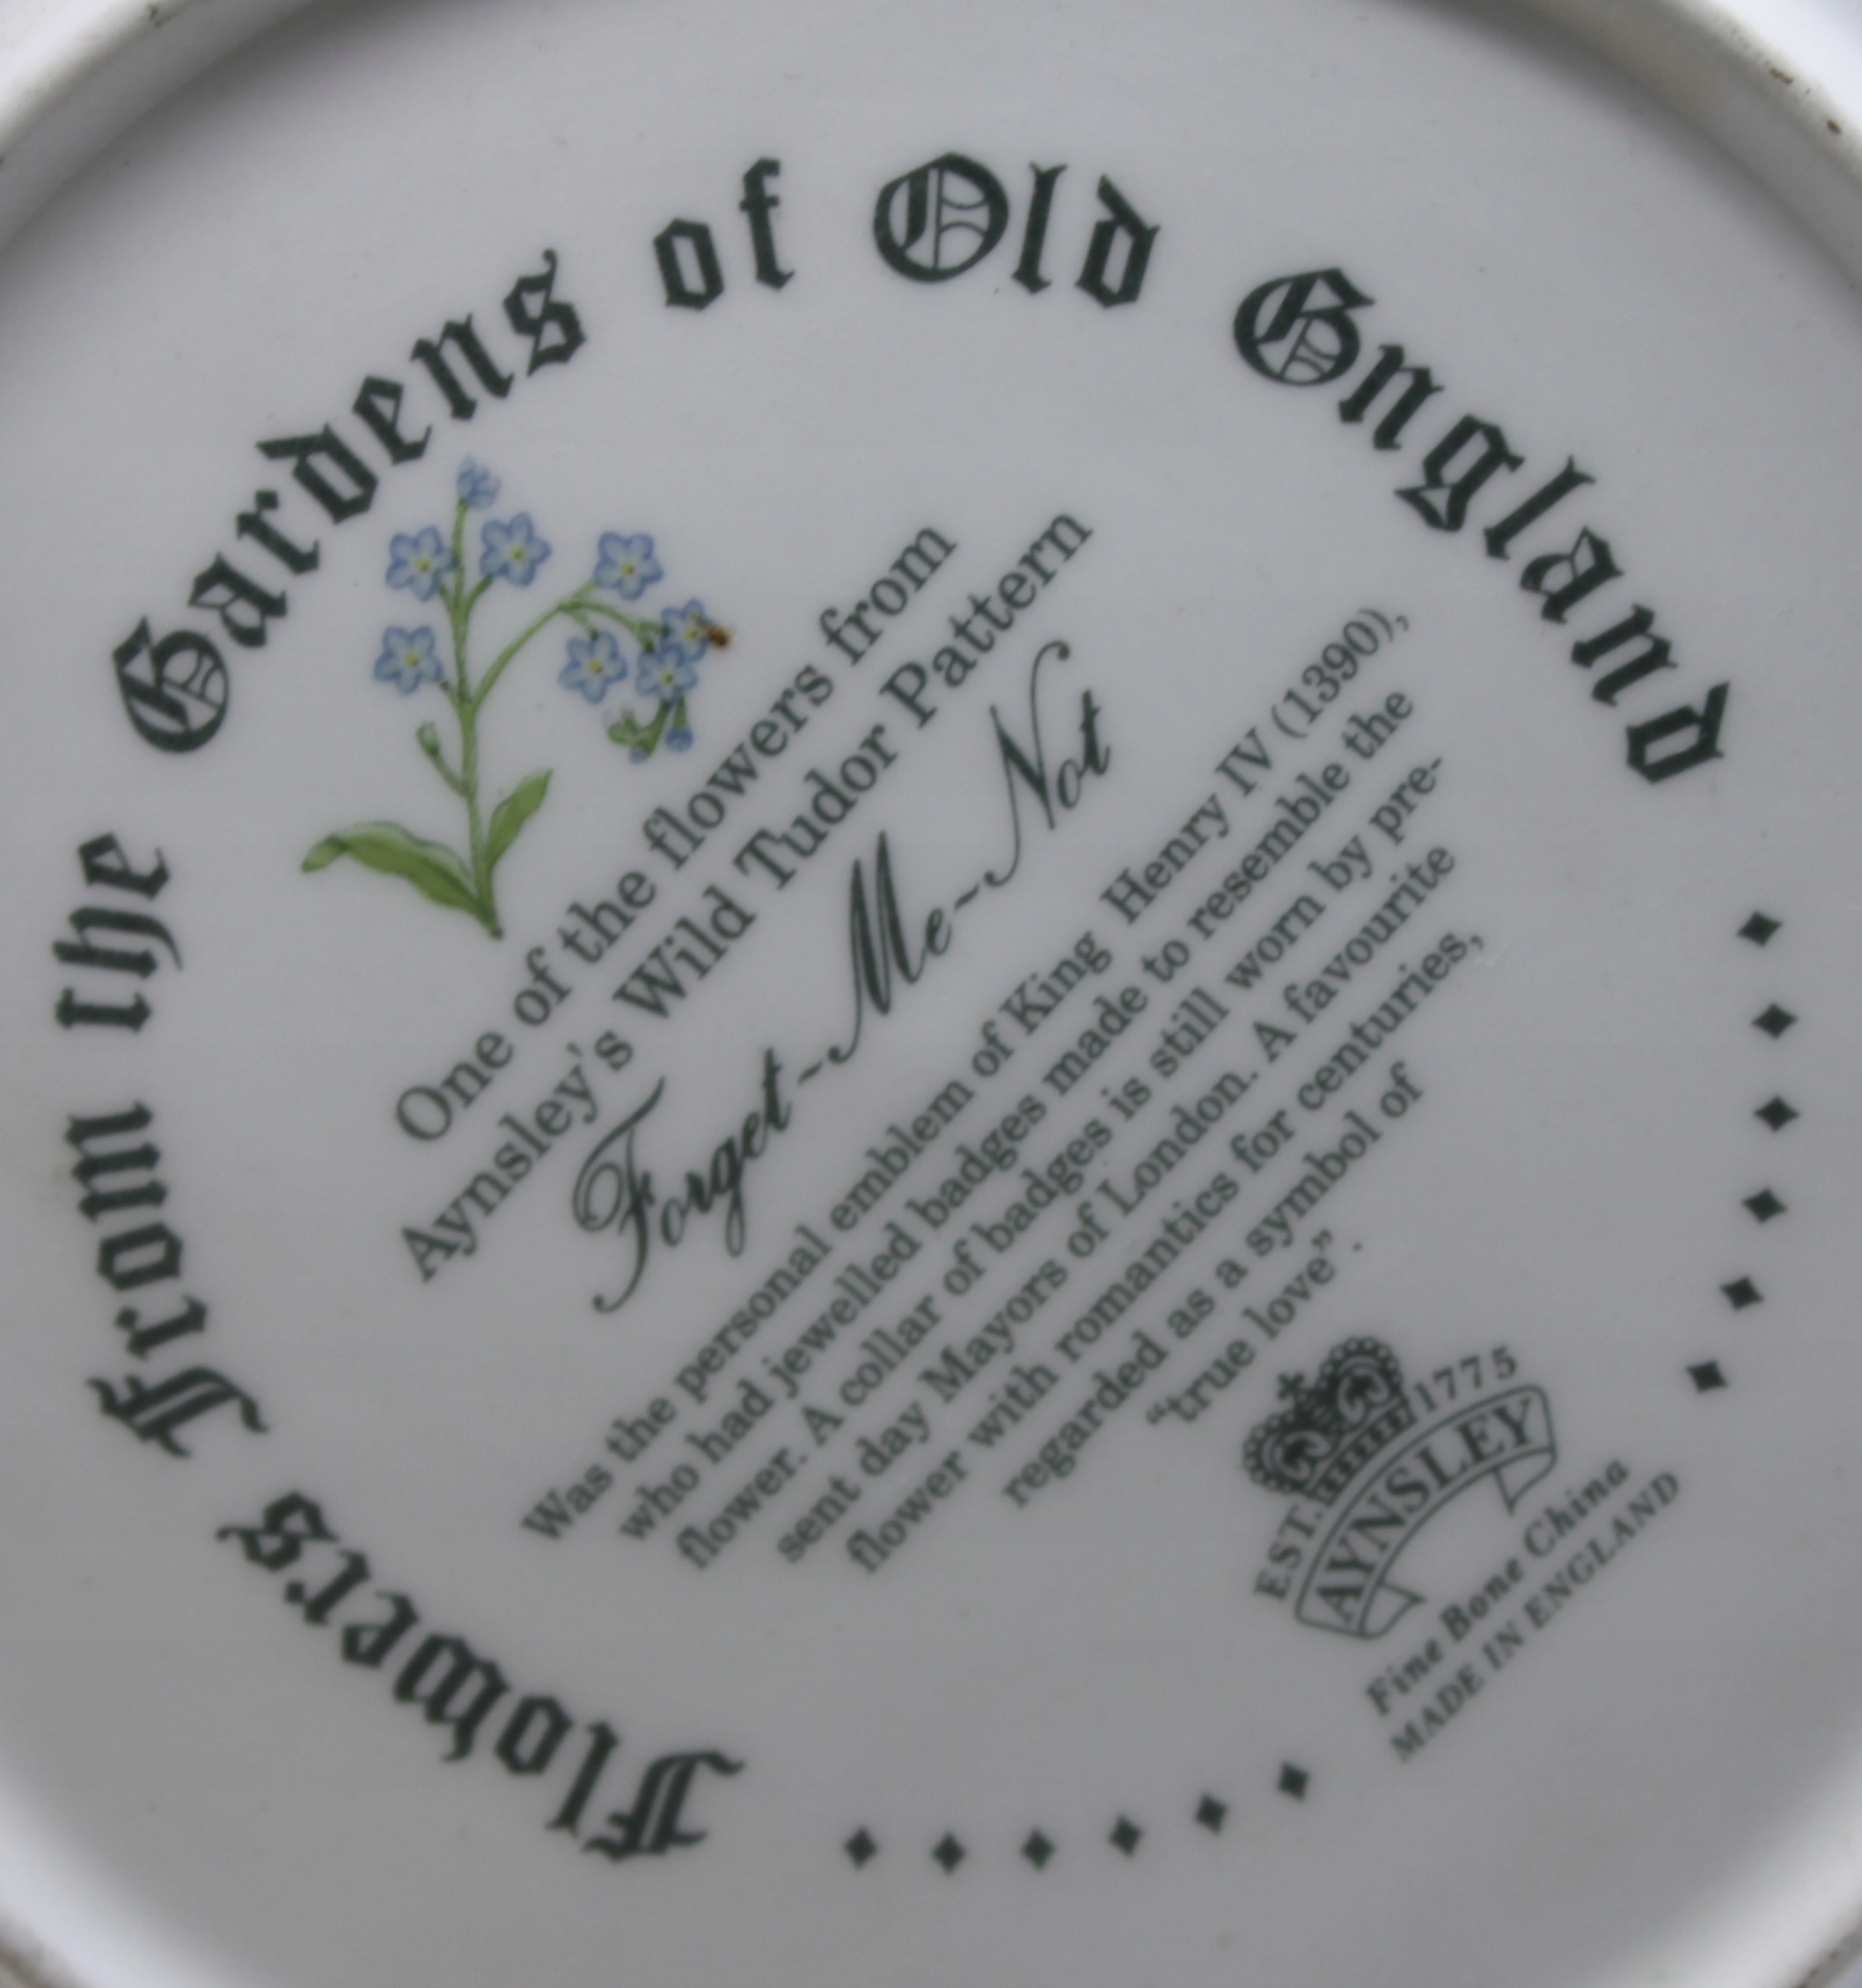 Flowers From the Gardens of Old England
One of the flowers from
Aynsley's Wild Tudor Pattern
Forget~Me~Not
Was the personal emblem of King Henry IV (1390),
who had jewelled badges made to resemble the
flower. A collar of badges is still worn by pre-
sent day Mayors of London. A favourite
flower with romantics for centuries,
regarded as a symbol of
“true love”.
EST. 1775
AYNSLEY
Fine Bone China
MADE IN ENGLAND